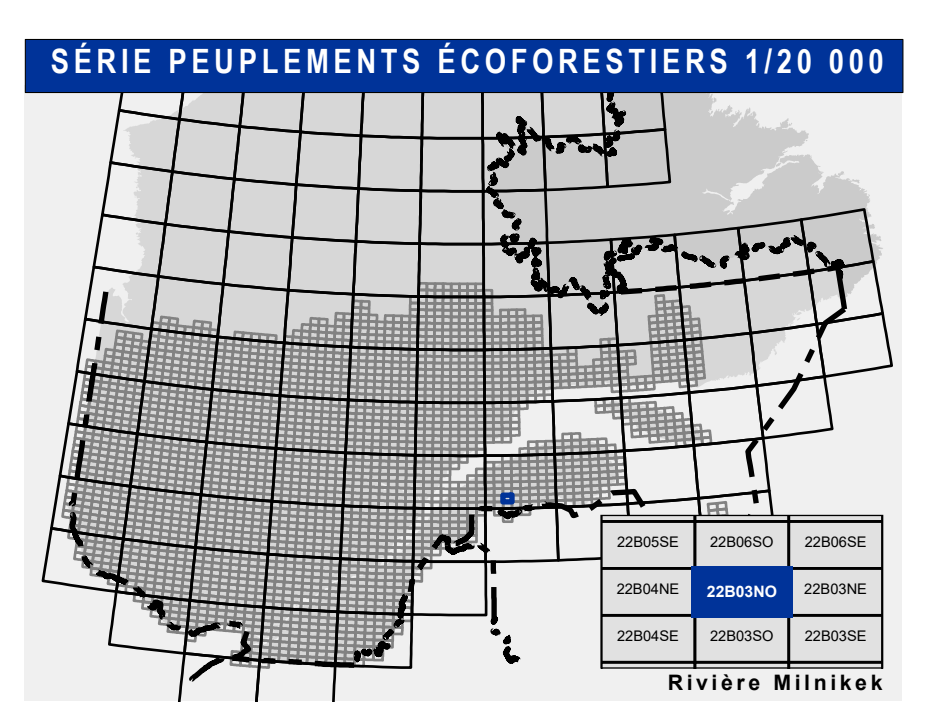 SÉRIE PEUPLEMENTS ÉCOFORESTIERS 1/20 000
22B05SE 22B06SO 22B06SE
22B04NE 22B03NO 22B03NE
22B04SE 22B03SO 22B03SE
Rivière Milnikek